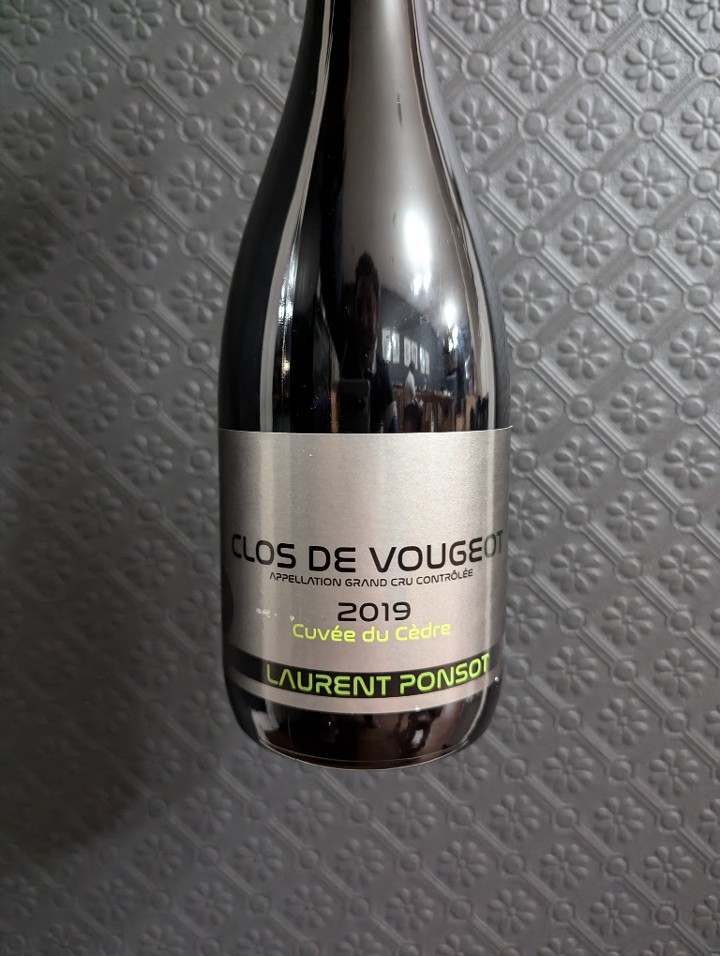 CLOS DE VOUGEOT
APPELLATION GRAND CRU CONTRÔLÉE
2019
Cuvée du Cèdre
LAURENT PONSOT